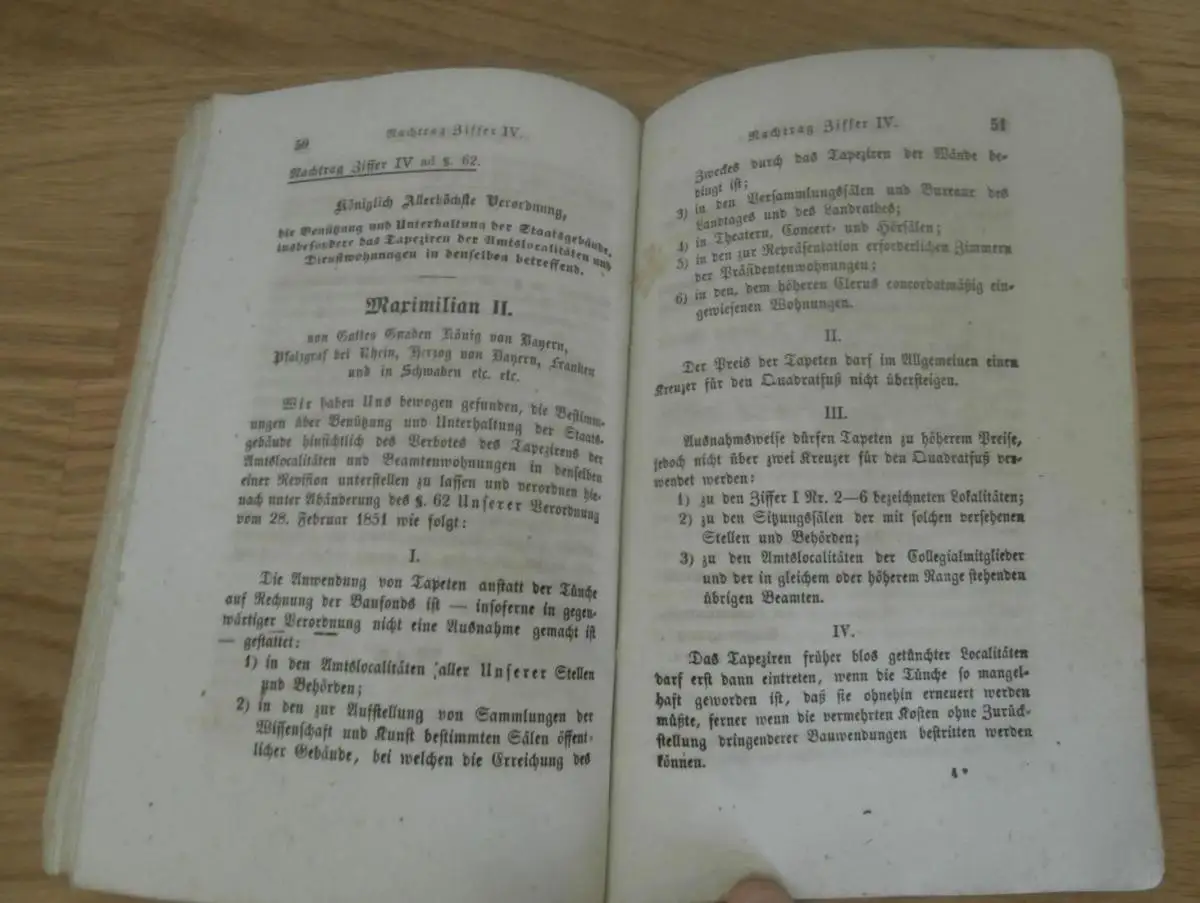 50
Nachtrag Ziffer IV.
Nachtrag Ziffer IV ad §. 62.
Königlich Allerhöchste Verordnung,
die Benützung und Unterhaltung der Staatsgebäude,
insbesondere das Tapeziren der Amtslocalitäten und
Dienstwohnungen in denselben betreffend.
Maximilian II.
von Gottes Gnaden König von Bayern,
Pfalzgraf bei Rhein, Herzog von Bayern, Franken
und in Schwaben etc. etc.
Wir haben Uns bewogen gefunden, die Bestimm-
ungen über Benützung und Unterhaltung der Staats-
gebäude hinsichtlich des Verbotes des Tapezirens der
Amtslocalitäten und Beamtenwohnungen in denselben
einer Revision unterstellen zu lassen und verordnen hie-
nach unter Abänderung des §. 62 Unserer Verordnung
vom 28. Februar 1851 wie folgt:
I.
Die Anwendung von Tapeten anstatt der Tünche
auf Rechnung der Baufonds ist — insoferne in gegen-
wärtiger Verordnung nicht eine Ausnahme gemacht ist
— gestattet:
1) in den Amtslocalitäten aller Unserer Stellen
und Behörden;
2) in den zur Aufstellung von Sammlungen der
Wissenschaft und Kunst bestimmten Sälen öffent-
licher Gebäude, bei welchen die Erreichung des
Nachtrag Ziffer IV.
51
Zweckes durch das Tapeziren der Wände be-
dingt ist;
3) in den Versammlungssälen und Bureaux des
Landtages und des Landrathes;
4) in Theatern, Concert- und Hörsälen;
5) in den zur Repräsentation erforderlichen Zimmern
der Präsidentenwohnungen;
6) in den, dem höheren Clerus concordatmäßig ein-
gewiesenen Wohnungen.
II.
Der Preis der Tapeten darf im Allgemeinen einen
Kreuzer für den Quadratfuß nicht übersteigen.
III.
Ausnahmsweise dürfen Tapeten zu höherem Preise,
jedoch nicht über zwei Kreuzer für den Quadratfuß ver-
wendet werden:
1) zu den Ziffer I Nr. 2—6 bezeichneten Lokalitäten;
2) zu den Sitzungssälen der mit solchen versehenen
Stellen und Behörden;
3) zu den Amtslocalitäten der Collegialmitglieder
und der in gleichem oder höherem Range stehenden
übrigen Beamten.
IV.
Das Tapeziren früher blos getünchter Localitäten
darf erst dann eintreten, wenn die Tünche so mangel-
haft geworden ist, daß sie ohnehin erneuert werden
müßte, ferner wenn die vermehrten Kosten ohne Zurück-
stellung dringenderer Bauwendungen bestritten werden
können.
4*